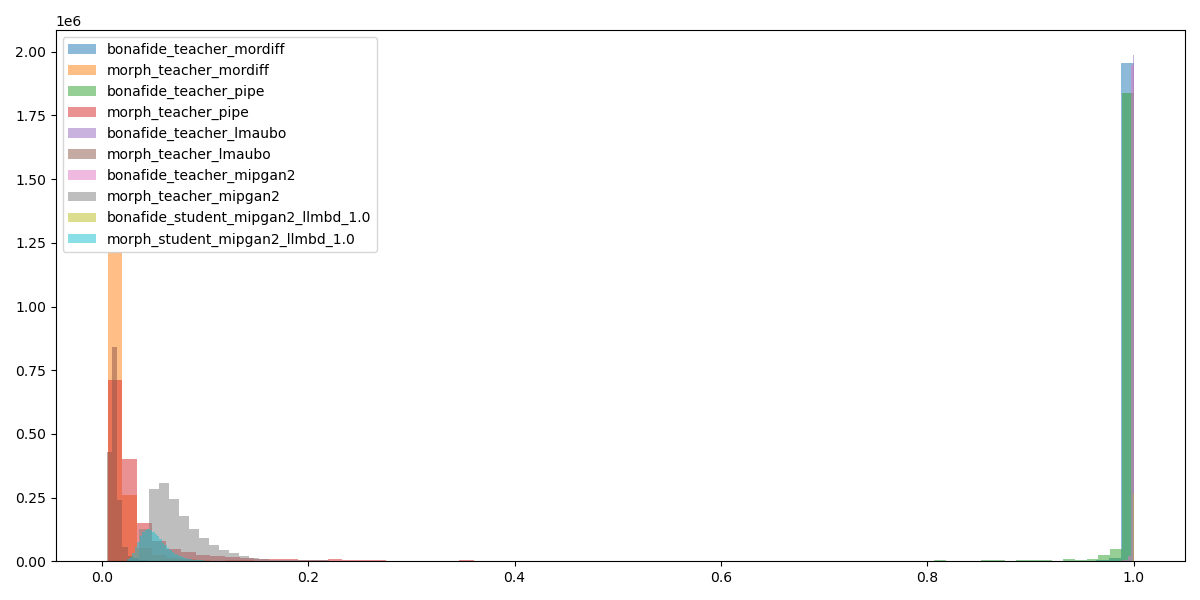 1e6
2.00
1.75
1.50
1.25
1.00
0.75
0.50
0.25
0.00
bonafide_teacher_mordiff
morph_teacher_mordiff
bonafide_teacher_pipe
morph_teacher_pipe
bonafide_teacher_lmaubo
morph_teacher_lmaubo
bonafide_teacher_mipgan2
morph_teacher_mipgan2
bonafide_student_mipgan2_llmbd_1.0
morph_student_mipgan2_llmbd_1.0
0.0 0.2 0.4 0.6 0.8 1.0